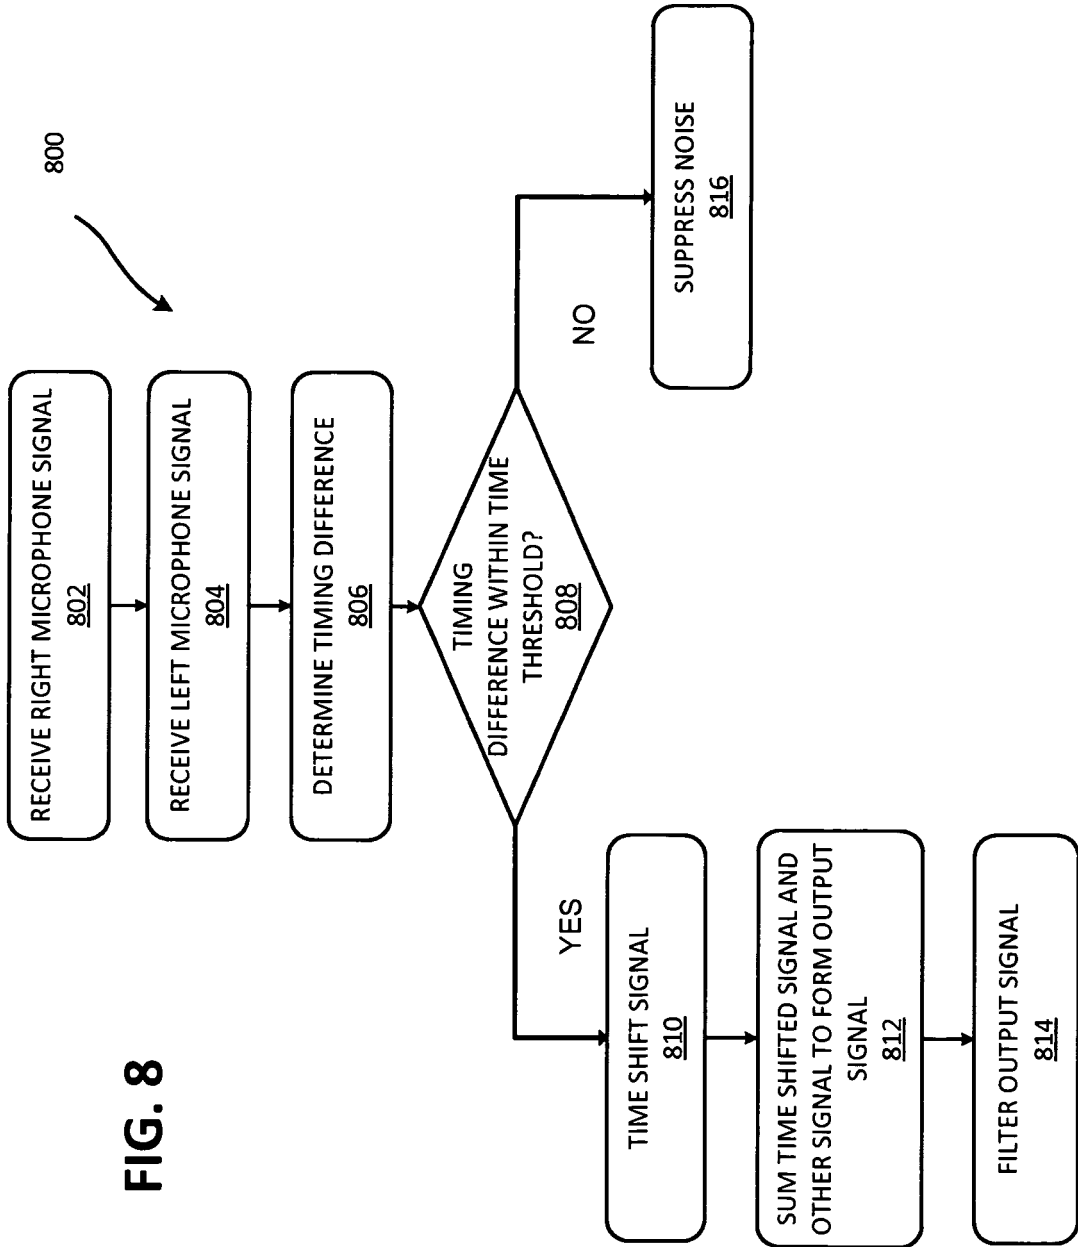 800
RECEIVE RIGHT MICROPHONE SIGNAL
802
RECEIVE LEFT MICROPHONE SIGNAL
804
DETERMINE TIMING DIFFERENCE
806
TIMING
DIFFERENCE WITHIN TIME
THRESHOLD?
808
YES
NO
TIME SHIFT SIGNAL
810
SUM TIME SHIFTED SIGNAL AND
OTHER SIGNAL TO FORM OUTPUT
SIGNAL
812
FILTER OUTPUT SIGNAL
814
SUPPRESS NOISE
816
FIG. 8